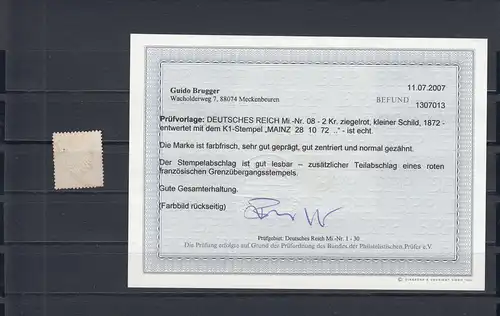 11.07.2007
Guido Brugger
Wacholderweg 7, 88074 Meckenbeuren
BEFUND 1307013
Prüfvorlage: DEUTSCHES REICH Mi.-Nr. 08 - 2 Kr. ziegelrot, kleiner Schild, 1872 -
entwertet mit dem K1-Stempel „MAINZ 28 10 72 ..“ - ist echt.
Die Marke ist farbfrisch, sehr gut geprägt, gut zentriert und normal gezähnt.
Der Stempelabschlag ist gut lesbar – zusätzlicher Teilabschlag eines roten
französischen Grenzübergangsstempels.
Gute Gesamterhaltung.
(Farbbild rückseitig)
Prüfgebiet: Deutsches Reich Mi -Nr. 1 - 30
Die Prüfung erfolgte auf Grund der Prüfordnung des Bundes der Philatelistischen Prüfer e.V.